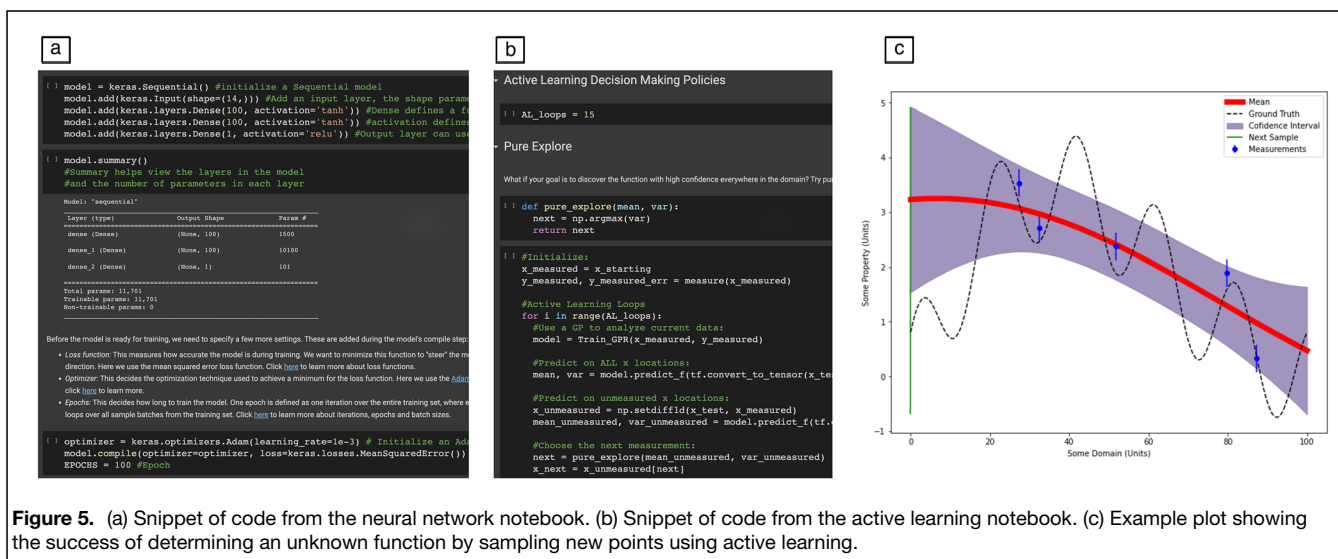 a
[ ] model = keras.Sequential() #initialize a Sequential model
model.add(keras.Input(shape=(14,))) #Add an input layer, the shape parame
model.add(keras.layers.Dense(100, activation='tanh')) #Dense defines a fu
model.add(keras.layers.Dense(100, activation='tanh')) #activation defines
model.add(keras.layers.Dense(1, activation='relu')) #Output layer can use
[ ] model.summary()
#Summary helps view the layers in the model
#and the number of parameters in each layer
Model: "sequential"
Layer (type) Output Shape Param #
dense (Dense) (None, 100) 1500
dense_1 (Dense) (None, 100) 10100
dense_2 (Dense) (None, 1) 101
Total params: 11,701
Trainable params: 11,701
Non-trainable params: 0
Before the model is ready for training, we need to specify a few more settings. These are added during the model's compile step:
• Loss function: This measures how accurate the model is during training. We want to minimize this function to "steer" the m
direction. Here we use the mean squared error loss function. Click here to learn more about loss functions.
• Optimizer: This decides the optimization technique used to achieve a minimum for the loss function. Here we use the Adam
click here to learn more.
• Epochs: This decides how long to train the model. One epoch is defined as one iteration over the entire training set, where e
loops over all sample batches from the training set. Click here to learn more about iterations, epochs and batch sizes.
[ ] optimizer = keras.optimizers.Adam(learning_rate=1e-3) # Initialize an Ada
model.compile(optimizer=optimizer, loss=keras.losses.MeanSquaredError())
EPOCHS = 100 #Epoch
b
Active Learning Decision Making Policies
[ ] AL_loops = 15
Pure Explore
What if your goal is to discover the function with high confidence everywhere in the domain? Try pur
[ ] def pure_explore(mean, var):
next = np.argmax(var)
return next
[ ] #Initialize:
x_measured = x_starting
y_measured, y_measured_err = measure(x_measured)
#Active Learning Loops
for i in range(AL_loops):
#Use a GP to analyze current data:
model = Train_GPR(x_measured, y_measured)
#Predict on ALL x locations:
mean, var = model.predict_f(tf.convert_to_tensor(x_tes
#Predict on unmeasured x locations:
x_unmeasured = np.setdiff1d(x_test, x_measured)
mean_unmeasured, var_unmeasured = model.predict_f(tf.c
#Choose the next measurement:
next = pure_explore(mean_unmeasured, var_unmeasured)
x_next = x_unmeasured[next]
c
Mean
Ground Truth
Cofidence Interval
Next Sample
Measurements
Some Property (Units)
5
4
3
2
1
0
−1
0 20 40 60 80 100
Some Domain (Units)
Figure 5. (a) Snippet of code from the neural network notebook. (b) Snippet of code from the active learning notebook. (c) Example plot showing
the success of determining an unknown function by sampling new points using active learning.